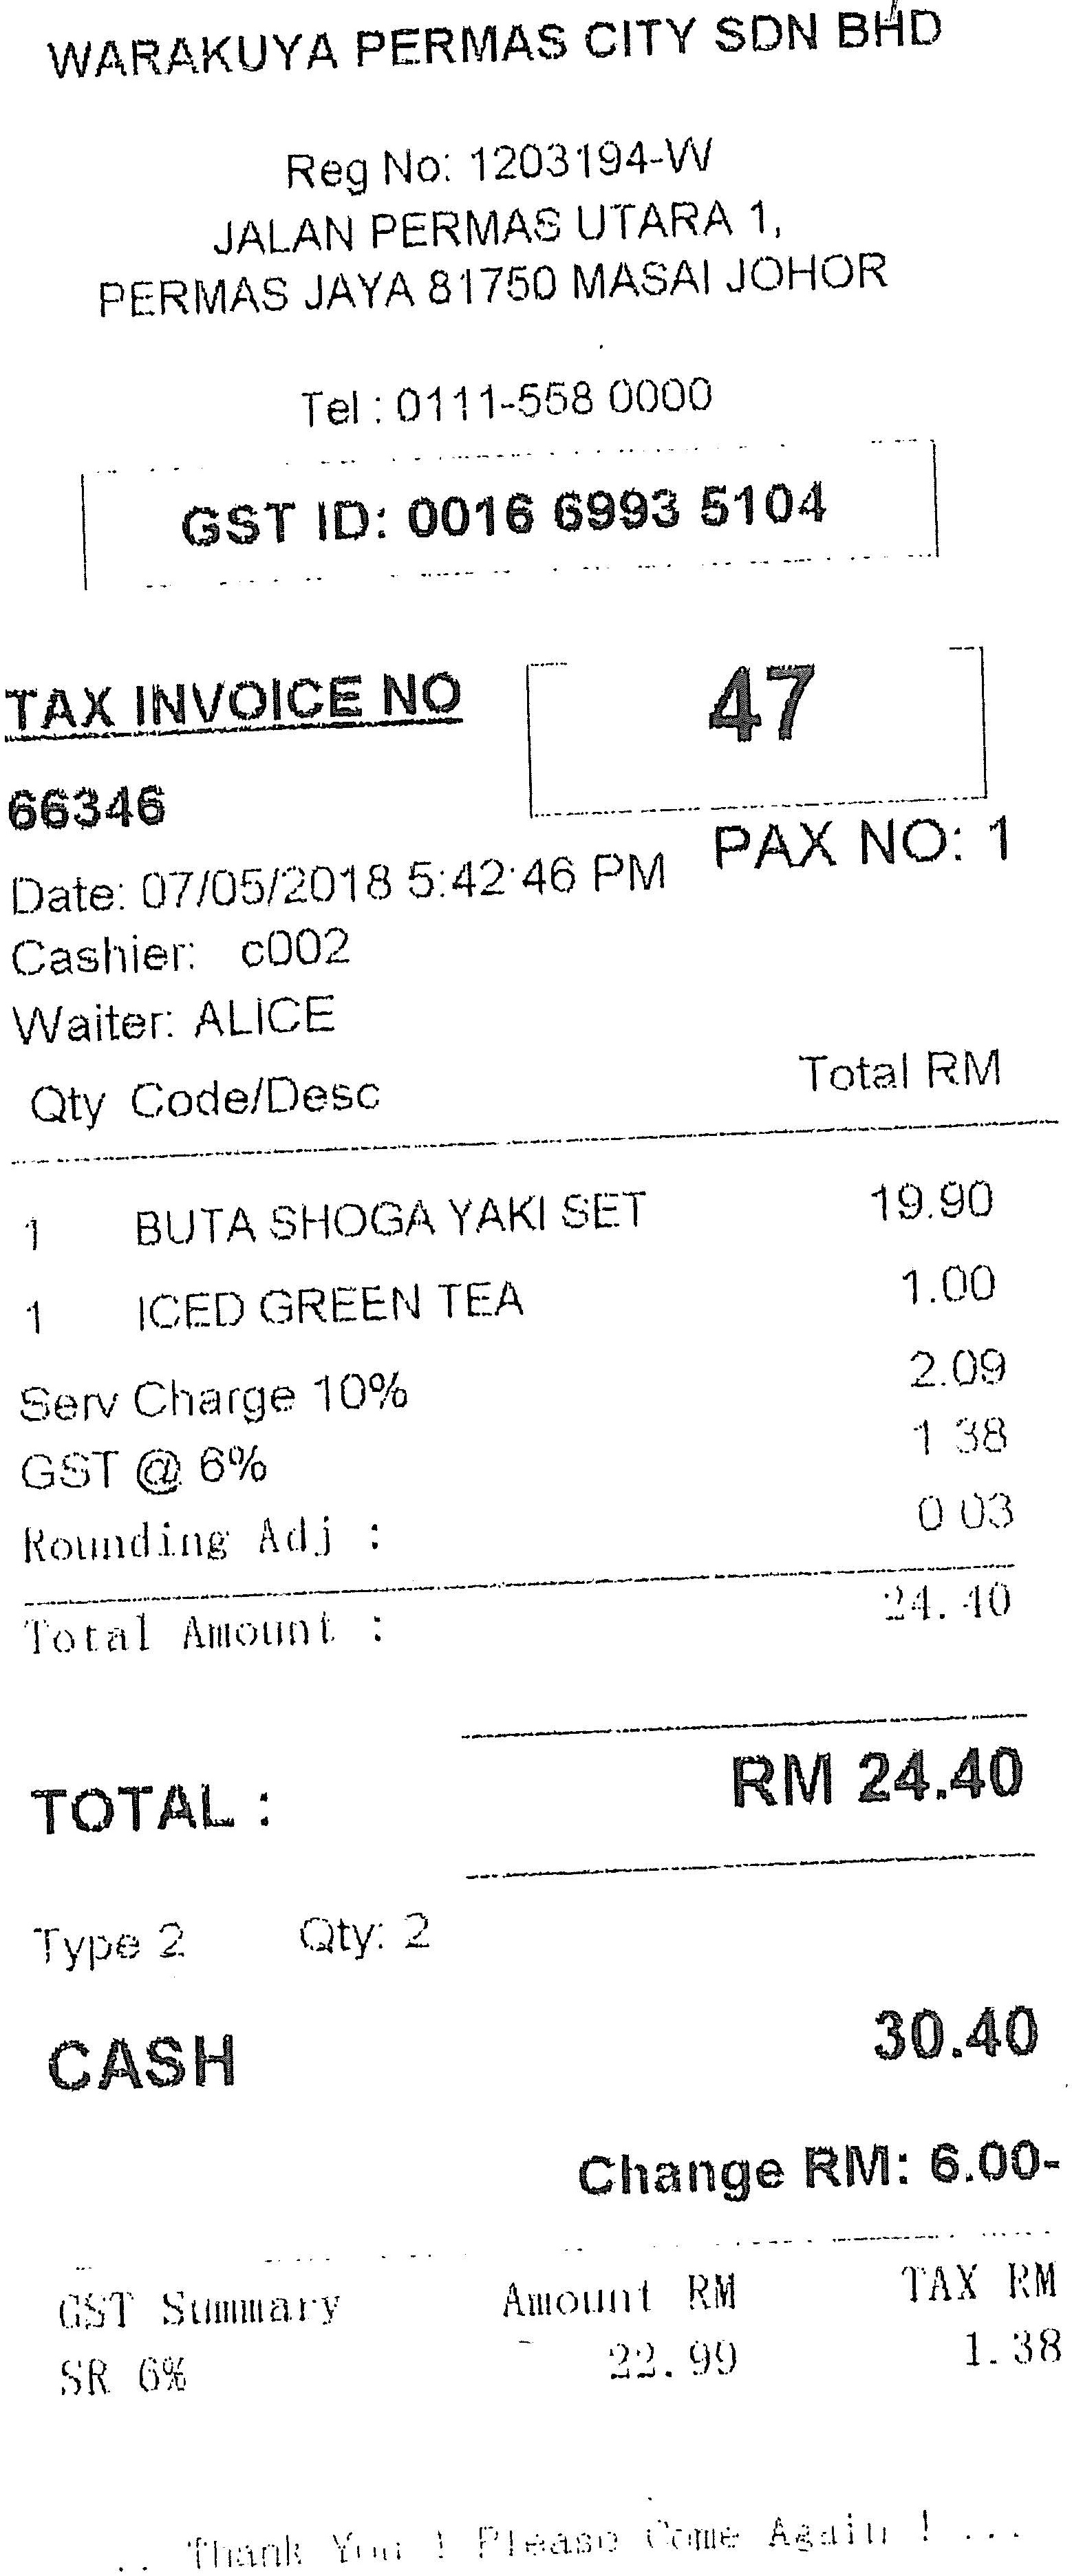 WARAKUYA PERMAS CITY SDN BHD
Reg No: 1203194-W
JALAN PERMAS UTARA 1,
PERMAS JAYA 81750 MASAI JOHOR
Tel : 0111-558 0000
GST ID: 0016 6993 5104
TAX INVOICE NO 47
66346
PAX NO: 1
Date: 07/05/2018 5:42:46 PM
Cashier: c002
Waiter: ALICE
Qty Code/Desc Total RM
1 BUTA SHOGA YAKI SET 19.90
1 ICED GREEN TEA 1.00
Serv Charge 10% 2.09
GST @ 6% 1.38
Rounding Adj : 0.03
Total Amount : 24.40
TOTAL : RM 24.40
Type 2 Qty: 2
CASH 30.40
Change RM: 6.00-
GST Summary Amount RM TAX RM
SR 6% 22.99 1.38
.. Thank You ! Please Come Again ! ...